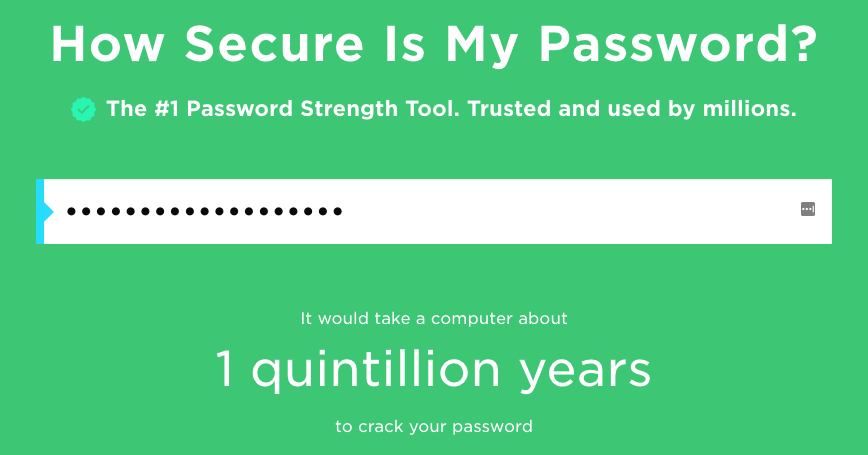 How Secure Is My Password?
The #1 Password Strength Tool. Trusted and used by millions.
•••••••••••••••••••
It would take a computer about
1 quintillion years
to crack your password